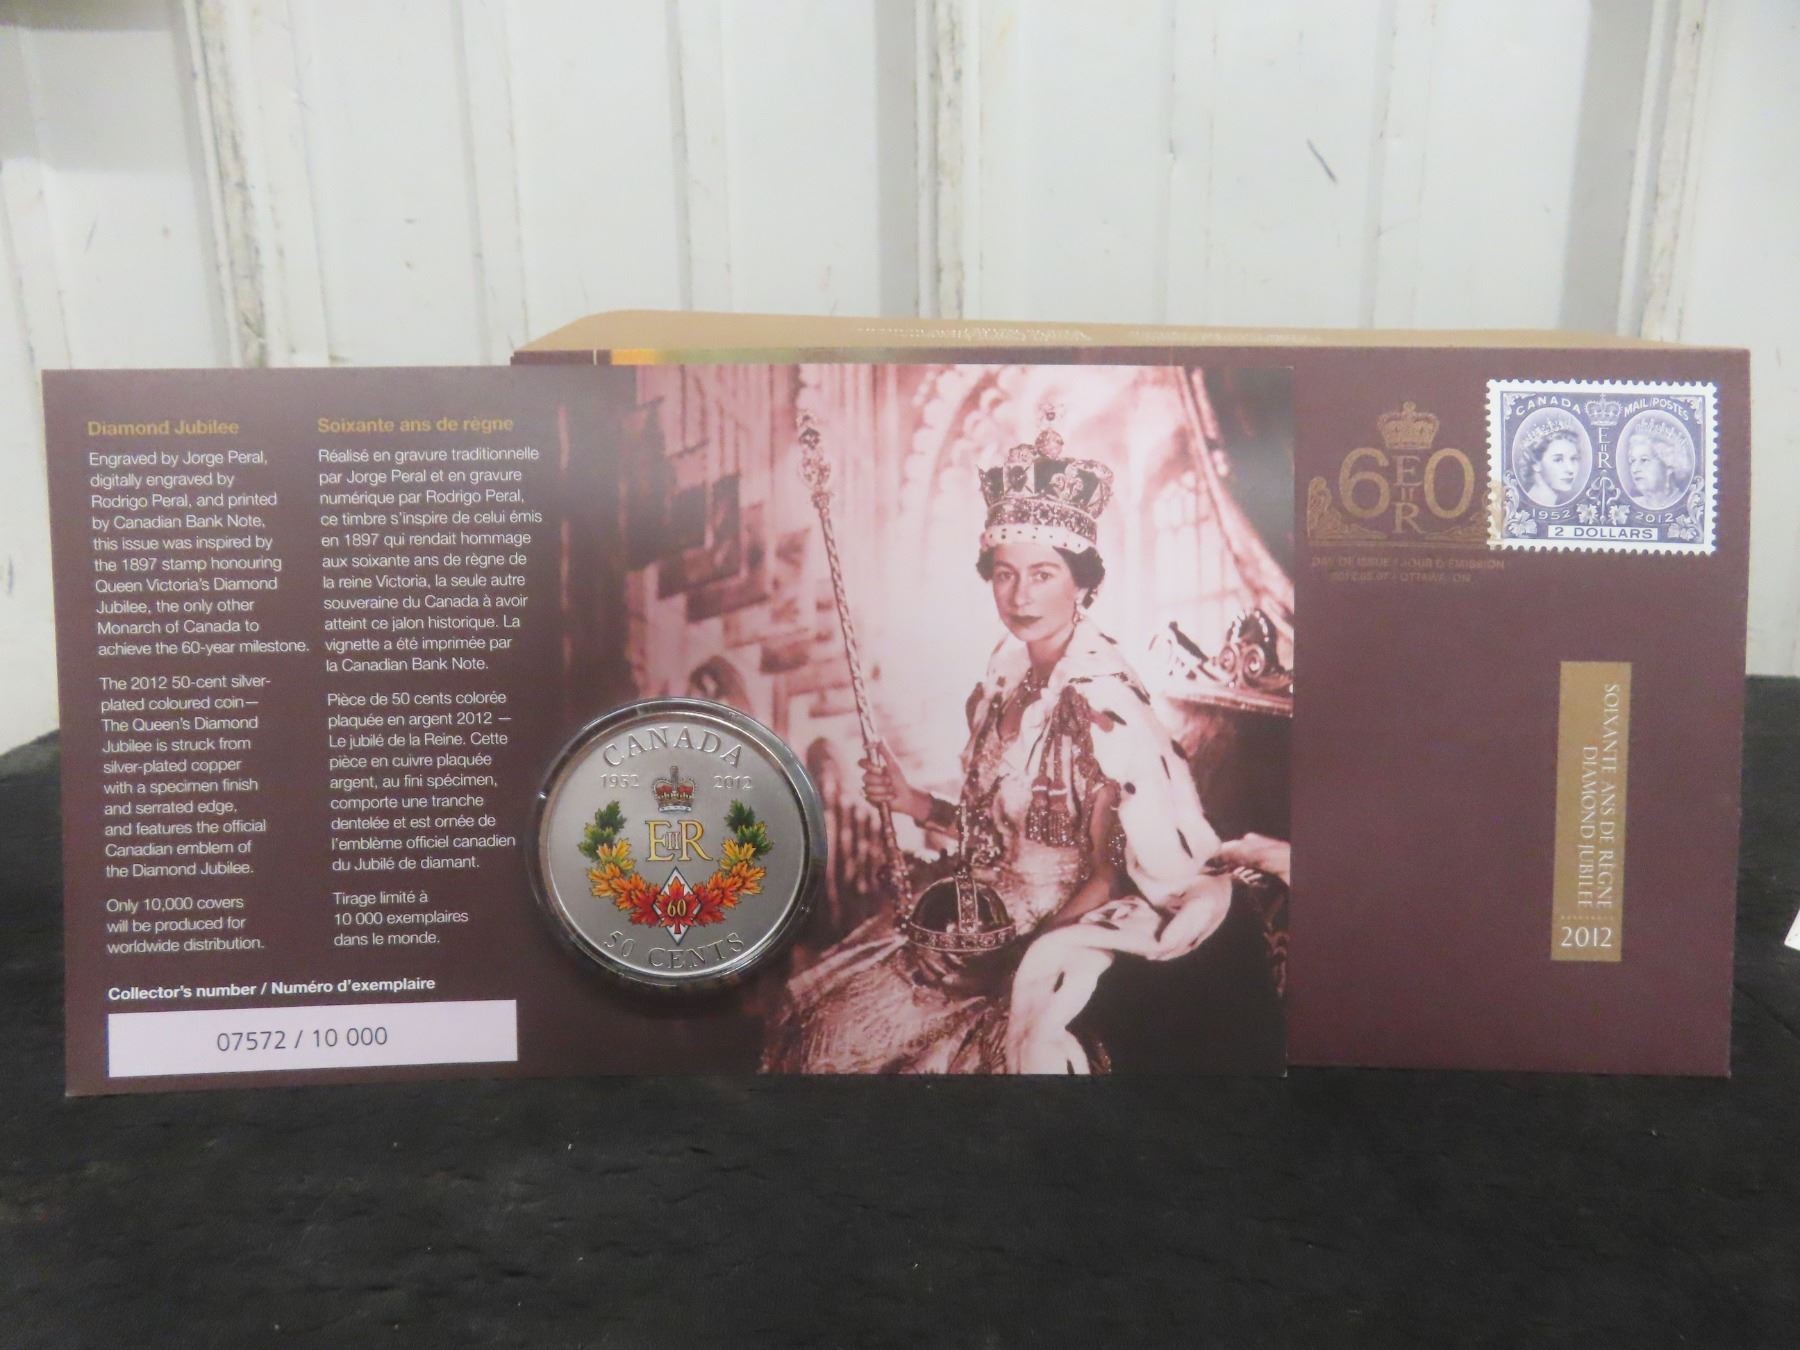 Diamond Jubilee
Engraved by Jorge Peral,
digitally engraved by
Rodrigo Peral, and printed
by Canadian Bank Note,
this issue was inspired by
the 1897 stamp honouring
Queen Victoria's Diamond
Jubilee, the only other
Monarch of Canada to
achieve the 60-year milestone.
The 2012 50-cent silver-
plated coloured coin—
The Queen's Diamond
Jubilee is struck from
silver-plated copper
with a specimen finish
and serrated edge,
and features the official
Canadian emblem of
the Diamond Jubilee.
Only 10,000 covers
will be produced for
worldwide distribution.
Soixante ans de règne
Réalisé en gravure traditionnelle
par Jorge Peral et en gravure
numérique par Rodrigo Peral,
ce timbre s'inspire de celui émis
en 1897 qui rendait hommage
aux soixante ans de règne de
la reine Victoria, la seule autre
souveraine du Canada à avoir
atteint ce jalon historique. La
vignette a été imprimée par
la Canadian Bank Note.
Pièce de 50 cents colorée
plaquée en argent 2012 —
Le jubilé de la Reine. Cette
pièce en cuivre plaquée
argent, au fini spécimen,
comporte une tranche
dentelée et est ornée de
l'emblème officiel canadien
du Jubilé de diamant.
Tirage limité à
10 000 exemplaires
dans le monde.
Collector's number / Numéro d'exemplaire
07572 / 10 000
CANADA
1952 2012
EIIR
60
50 CENTS
60
E
II
R
DAY OF ISSUE / JOUR D'ÉMISSION
OTTAWA, ON
CANADA MAIL/POSTES
E
II
R
1952 2012
2 DOLLARS
SOIXANTE ANS DE RÈGNE
DIAMOND JUBILEE
2012